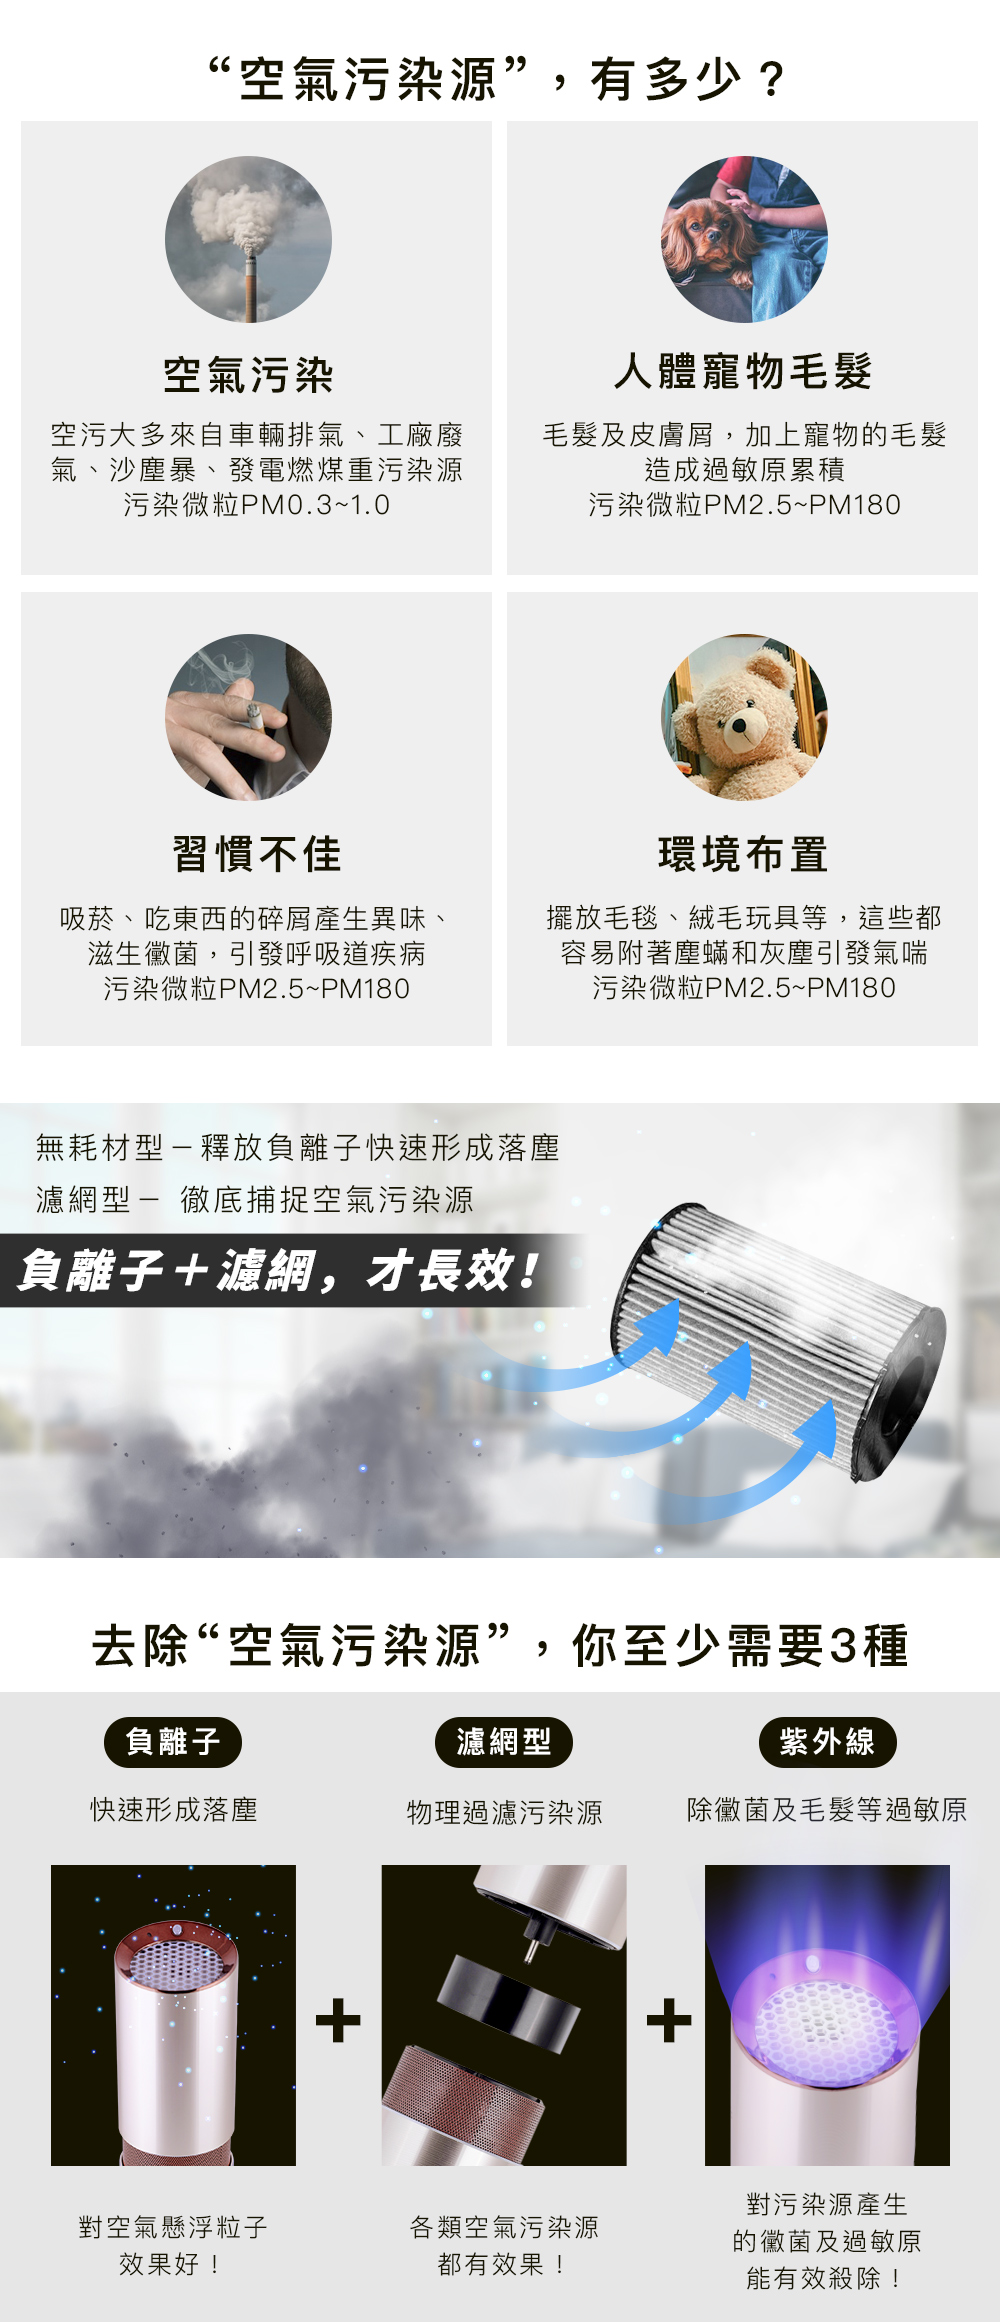 “空氣污染源”，有多少？
空氣污染
空污大多來自車輛排氣、工廠廢
氣、沙塵暴、發電燃煤重污染源
污染微粒PM0.3~1.0
人體寵物毛髮
毛髮及皮膚屑，加上寵物的毛髮
造成過敏原累積
污染微粒PM2.5~PM180
習慣不佳
吸菸、吃東西的碎屑產生異味、
滋生黴菌，引發呼吸道疾病
污染微粒PM2.5~PM180
環境布置
擺放毛毯、絨毛玩具等，這些都
容易附著塵蟎和灰塵引發氣喘
污染微粒PM2.5~PM180
無耗材型－釋放負離子快速形成落塵
濾網型－ 徹底捕捉空氣污染源
負離子＋濾網，才長效!
去除“空氣污染源”，你至少需要3種
負離子
快速形成落塵
對空氣懸浮粒子
效果好！
+
濾網型
物理過濾污染源
各類空氣污染源
都有效果！
+
紫外線
除黴菌及毛髮等過敏原
對污染源產生
的黴菌及過敏原
能有效殺除！